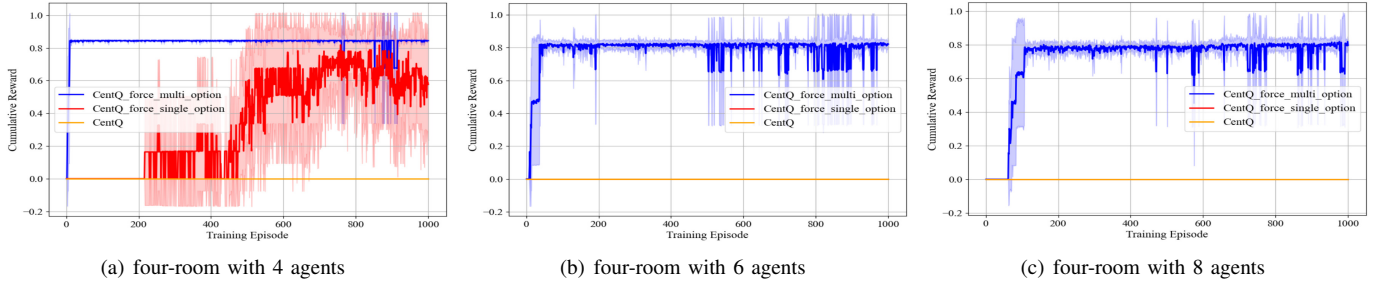 1.0
0.8
0.6
0.4
0.2
0.0
−0.2
Cumulative Reward
CentQ_force_multi_option
CentQ_force_single_option
CentQ
0 200 400 600 800 1000
Training Episode
(a) four-room with 4 agents
1.0
0.8
0.6
0.4
0.2
0.0
−0.2
Cumulative Reward
CentQ_force_multi_option
CentQ_force_single_option
CentQ
0 200 400 600 800 1000
Training Episode
(b) four-room with 6 agents
1.0
0.8
0.6
0.4
0.2
0.0
−0.2
Cumulative Reward
CentQ_force_multi_option
CentQ_force_single_option
CentQ
0 200 400 600 800 1000
Training Episode
(c) four-room with 8 agents